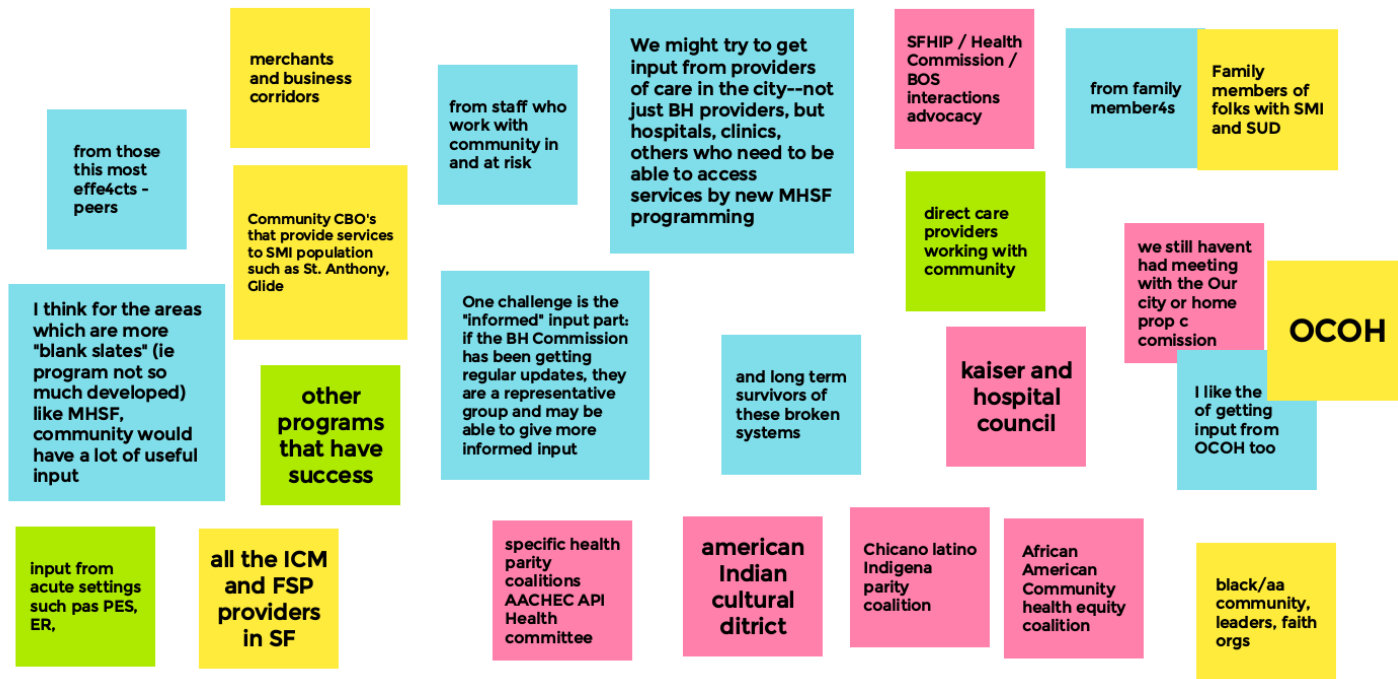 merchants
and business
corridors
from those
this most
effe4cts -
peers
Community CBO's
that provide services
to SMI population
such as St. Anthony,
Glide
from staff who
work with
community in
and at risk
We might try to get
input from providers
of care in the city--not
just BH providers, but
hospitals, clinics,
others who need to be
able to access
services by new MHSF
programming
SFHIP / Health
Commission /
BOS
interactions
advocacy
from family
member4s
Family
members of
folks with SMI
and SUD
direct care
providers
working with
community
we still havent
had meeting
with the Our
city or home
prop c
comission
OCOH
I like the
of getting
input from
OCOH too
I think for the areas
which are more
"blank slates" (ie
program not so
much developed)
like MHSF,
community would
have a lot of useful
input
other
programs
that have
success
One challenge is the
"informed" input part:
if the BH Commission
has been getting
regular updates, they
are a representative
group and may be
able to give more
informed input
and long term
survivors of
these broken
systems
kaiser and
hospital
council
input from
acute settings
such pas PES,
ER,
all the ICM
and FSP
providers
in SF
specific health
parity
coalitions
AACHEC API
Health
committee
american
Indian
cultural
ditrict
Chicano latino
Indigena
parity
coalition
African
American
Community
health equity
coalition
black/aa
community,
leaders, faith
orgs